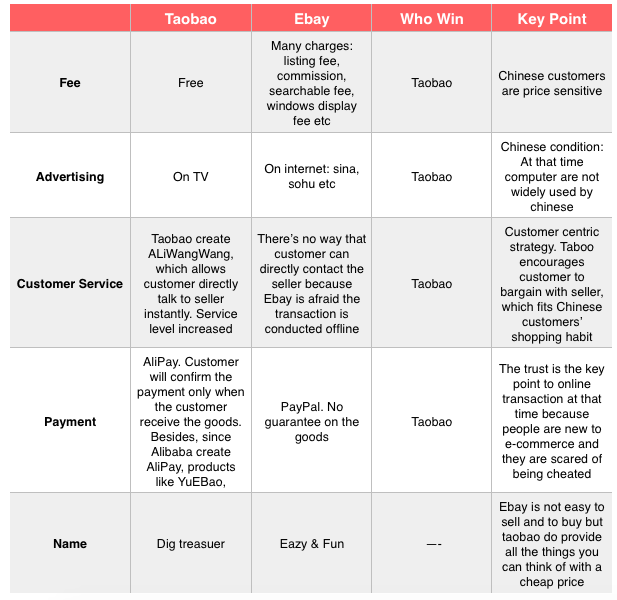 Taobao
Ebay
Who Win
Key Point
Fee
Free
Many charges:
listing fee,
commission,
searchable fee,
windows display
fee etc
Taobao
Chinese customers
are price sensitive
Advertising
On TV
On internet: sina,
sohu etc
Taobao
Chinese condition:
At that time
computer are not
widely used by
chinese
Customer Service
Taobao create
ALiWangWang,
which allows
customer directly
talk to seller
instantly. Service
level increased
There's no way that
customer can
directly contact the
seller because
Ebay is afraid the
transaction is
conducted offline
Taobao
Customer centric
strategy. Taboo
encourages
customer to
bargain with seller,
which fits Chinese
customers'
shopping habit
Payment
AliPay. Customer
will confirm the
payment only when
the customer
receive the goods.
Besides, since
Alibaba create
AliPay, products
like YuEBao,
PayPal. No
guarantee on the
goods
Taobao
The trust is the key
point to online
transaction at that
time because
people are new to
e-commerce and
they are scared of
being cheated
Name
Dig treasuer
Eazy & Fun
—-
Ebay is not easy to
sell and to buy but
taobao do provide
all the things you
can think of with a
cheap price